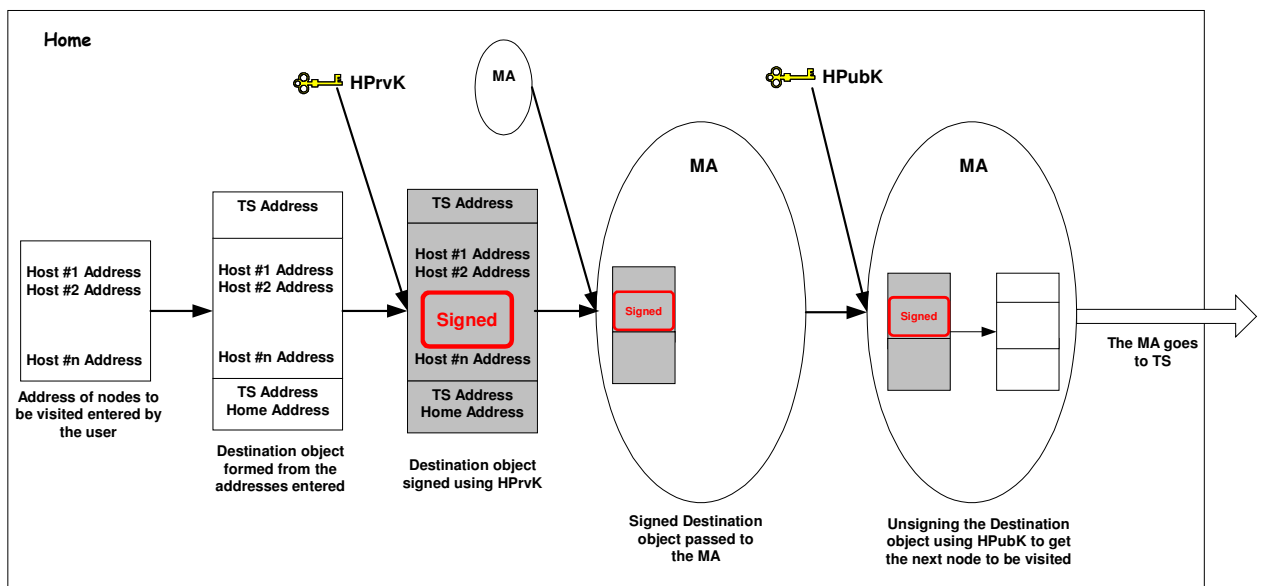 Home
HPrvK
MA
HPubK
MA
MA
TS Address
TS Address
Host #1 Address
Host #2 Address
Host #n Address
Host #1 Address
Host #2 Address
Host #n Address
TS Address
Home Address
Host #1 Address
Host #2 Address
Signed
Host #n Address
TS Address
Home Address
Signed
Signed
The MA goes
to TS
Address of nodes to
be visited entered by
the user
Destination object
formed from the
addresses entered
Destination object
signed using HPrvK
Signed Destination
object passed to
the MA
Unsigning the Destination
object using HPubK to get
the next node to be visited